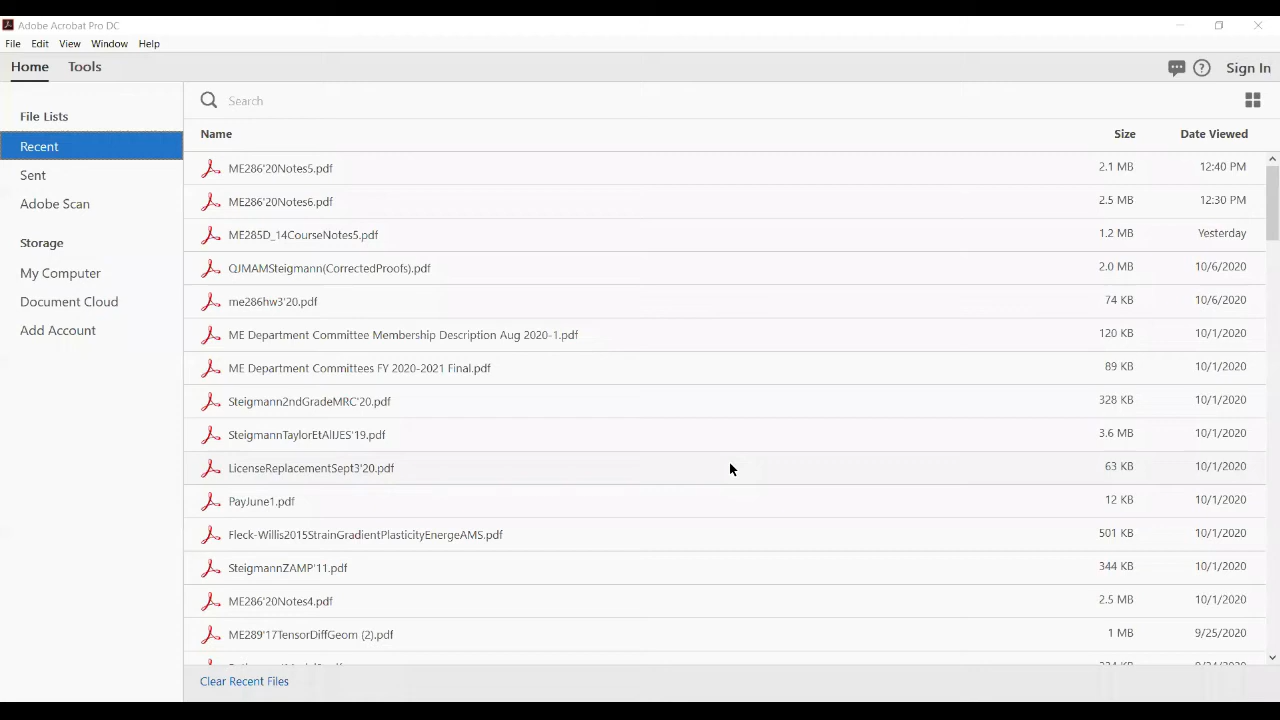 Adobe Acrobat Pro DC
File Edit View Window Help
Home Tools Sign In
File Lists
Recent
Sent
Adobe Scan
Storage
My Computer
Document Cloud
Add Account
Search
Name Size Date Viewed
ME286'20Notes5.pdf 2.1 MB 12:40 PM
ME286'20Notes6.pdf 2.5 MB 12:30 PM
ME285D_14CourseNotes5.pdf 1.2 MB Yesterday
QJMAMSteigmann(CorrectedProofs).pdf 2.0 MB 10/6/2020
me286hw3'20.pdf 74 KB 10/6/2020
ME Department Committee Membership Description Aug 2020-1.pdf 120 KB 10/1/2020
ME Department Committees FY 2020-2021 Final.pdf 89 KB 10/1/2020
Steigmann2ndGradeMRC'20.pdf 328 KB 10/1/2020
SteigmannTaylorEtAlIJES'19.pdf 3.6 MB 10/1/2020
LicenseReplacementSept3'20.pdf 63 KB 10/1/2020
PayJune1.pdf 12 KB 10/1/2020
Fleck-Willis2015StrainGradientPlasticityEnergeAMS.pdf 501 KB 10/1/2020
SteigmannZAMP'11.pdf 344 KB 10/1/2020
ME286'20Notes4.pdf 2.5 MB 10/1/2020
ME289'17TensorDiffGeom (2).pdf 1 MB 9/25/2020
Clear Recent Files